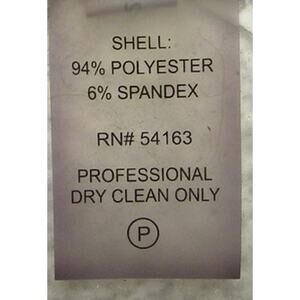 SHELL:
94% POLYESTER
6% SPANDEX
RN# 54163
PROFESSIONAL
DRY CLEAN ONLY
P